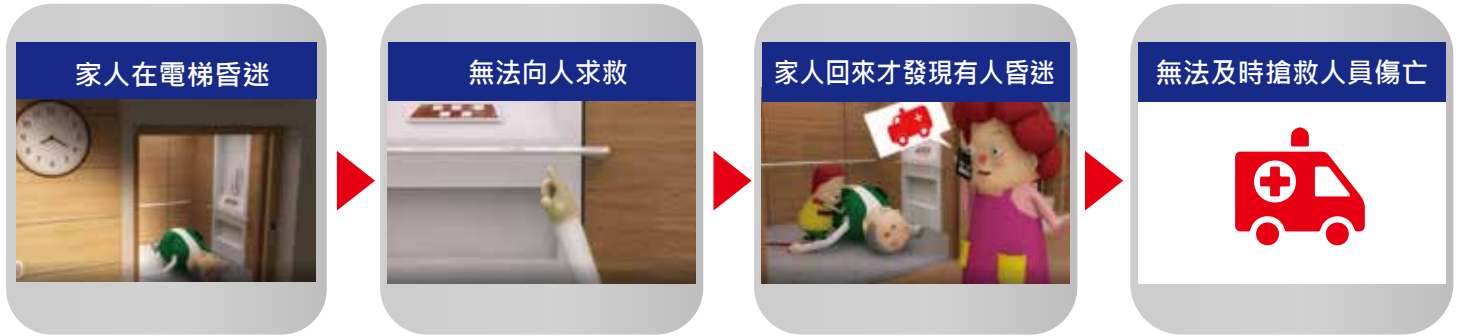 家人在電梯昏迷
無法向人求救
家人回來才發現有人昏迷
無法及時搶救人員傷亡